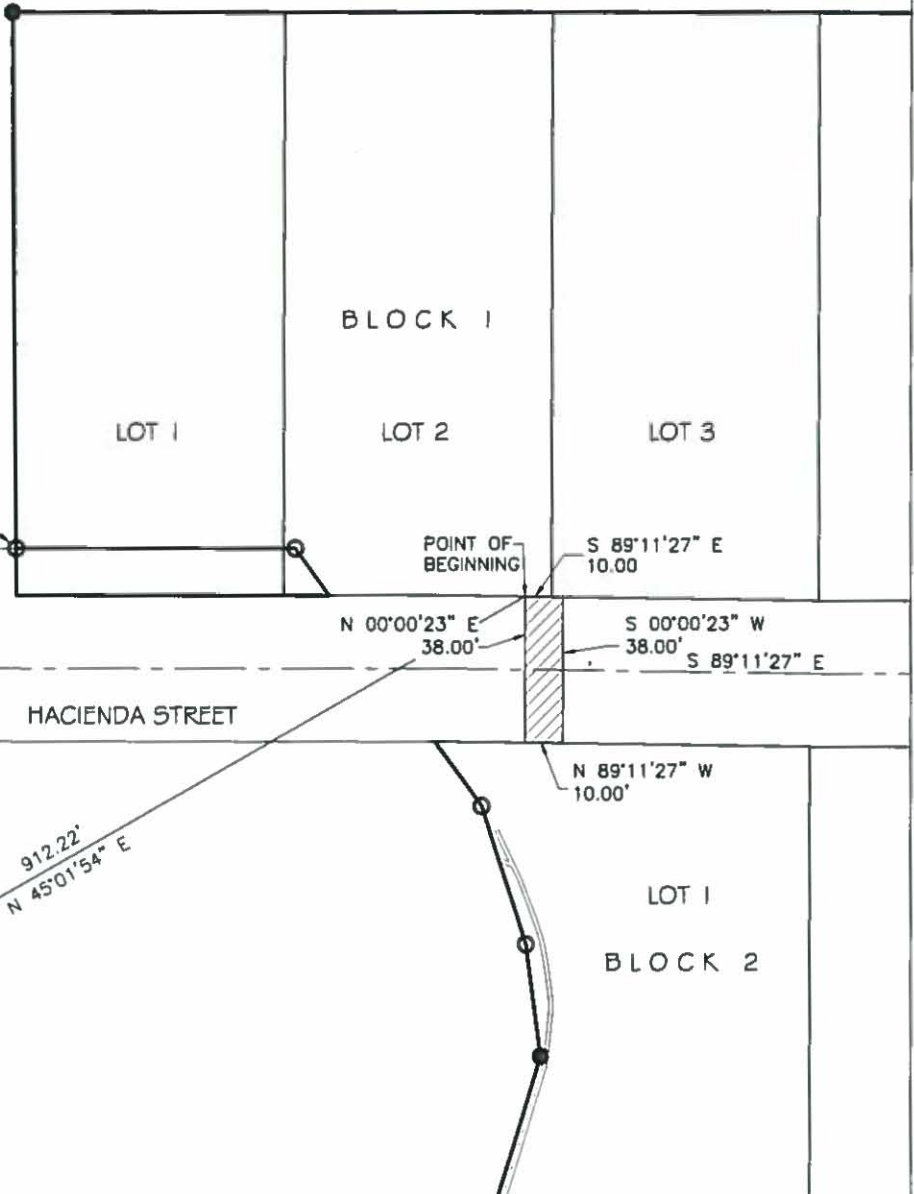 BLOCK 1
LOT 1
LOT 2
LOT 3
POINT OF
BEGINNING
S 89°11'27" E
10.00
N 00°00'23" E
38.00'
S 00°00'23" W
38.00'
S 89°11'27" E
HACIENDA STREET
N 89°11'27" W
10.00'
912.22'
N 45°01'54" E
LOT 1
BLOCK 2